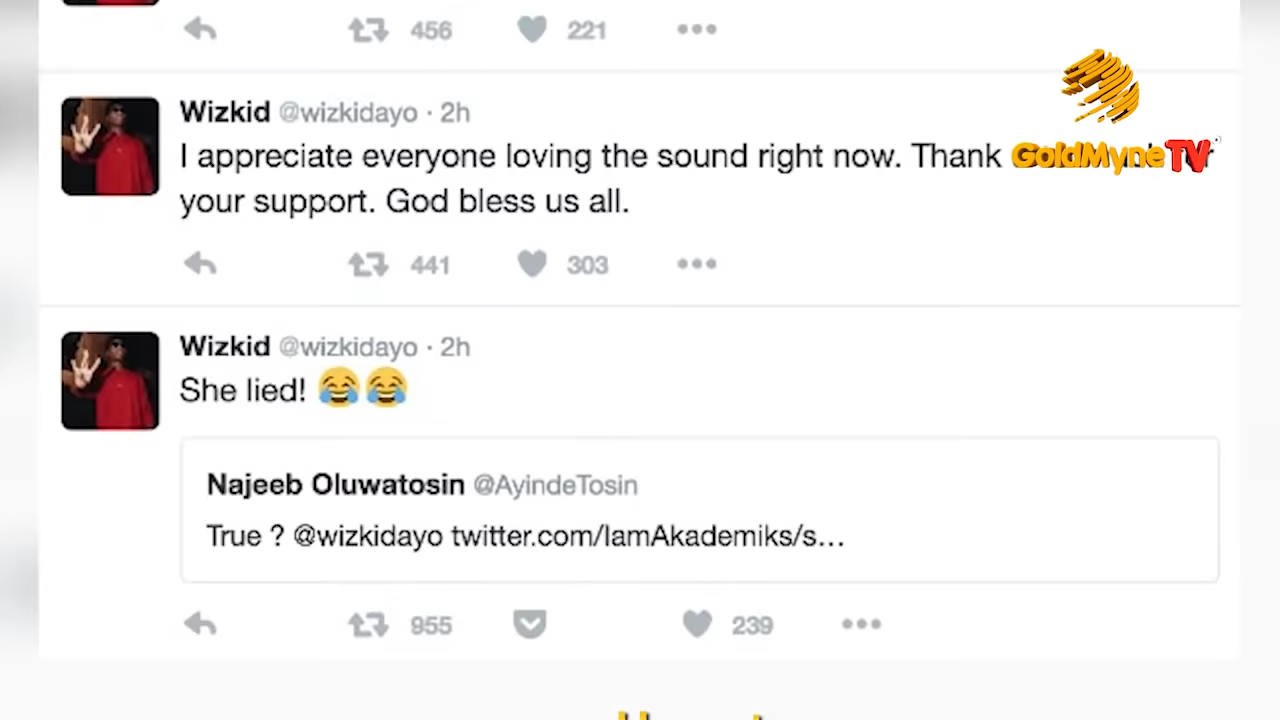 456 221
Wizkid @wizkidayo · 2h
I appreciate everyone loving the sound right now. Thank
GoldMyneTV
your support. God bless us all.
441 303
Wizkid @wizkidayo · 2h
She lied! 😂😂
Najeeb Oluwatosin @AyindeTosin
True ? @wizkidayo twitter.com/IamAkademiks/s...
955 239